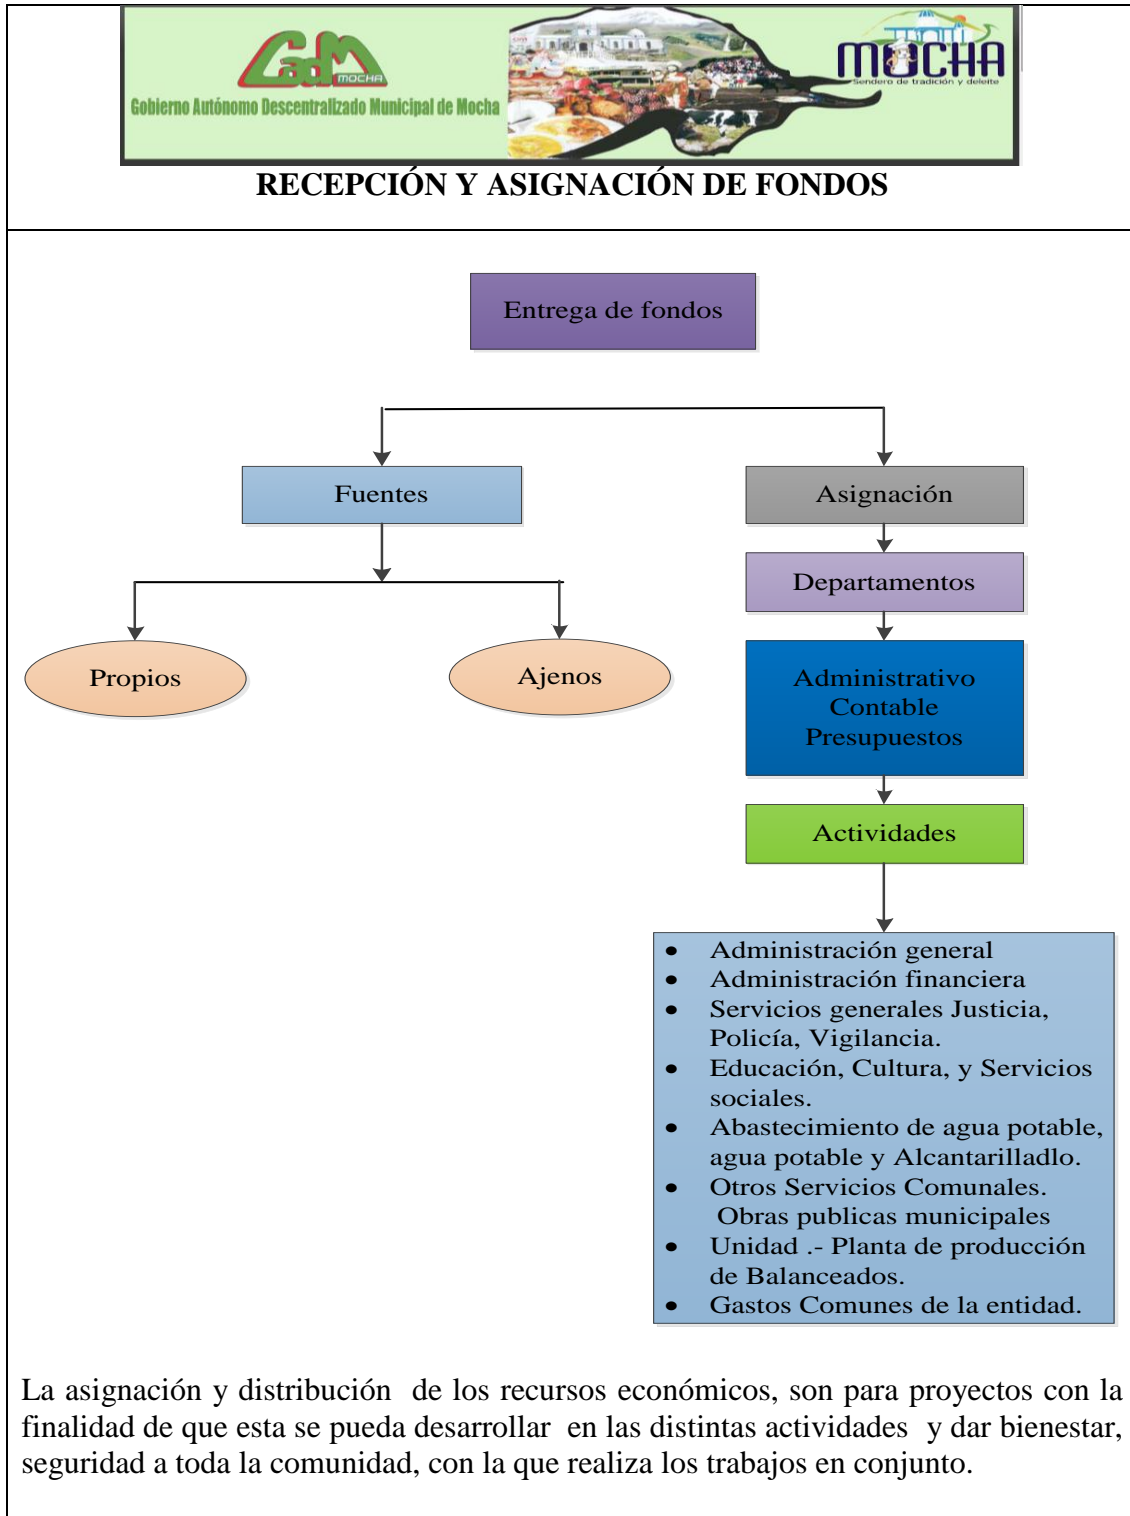 GadM
MOCHA
Gobierno Autónomo Descentralizado Municipal de Mocha
MOCHA
Sendero de tradición y deleite
RECEPCIÓN Y ASIGNACIÓN DE FONDOS
Entrega de fondos
Fuentes
Asignación
Departamentos
Propios
Ajenos
Administrativo
Contable
Presupuestos
Actividades
• Administración general
• Administración financiera
• Servicios generales Justicia,
Policía, Vigilancia.
• Educación, Cultura, y Servicios
sociales.
• Abastecimiento de agua potable,
agua potable y Alcantarilladlo.
• Otros Servicios Comunales.
Obras publicas municipales
• Unidad .- Planta de producción
de Balanceados.
• Gastos Comunes de la entidad.
La asignación y distribución de los recursos económicos, son para proyectos con la
finalidad de que esta se pueda desarrollar en las distintas actividades y dar bienestar,
seguridad a toda la comunidad, con la que realiza los trabajos en conjunto.